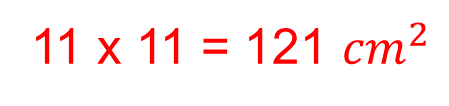 11 x 11 = 121 cm²